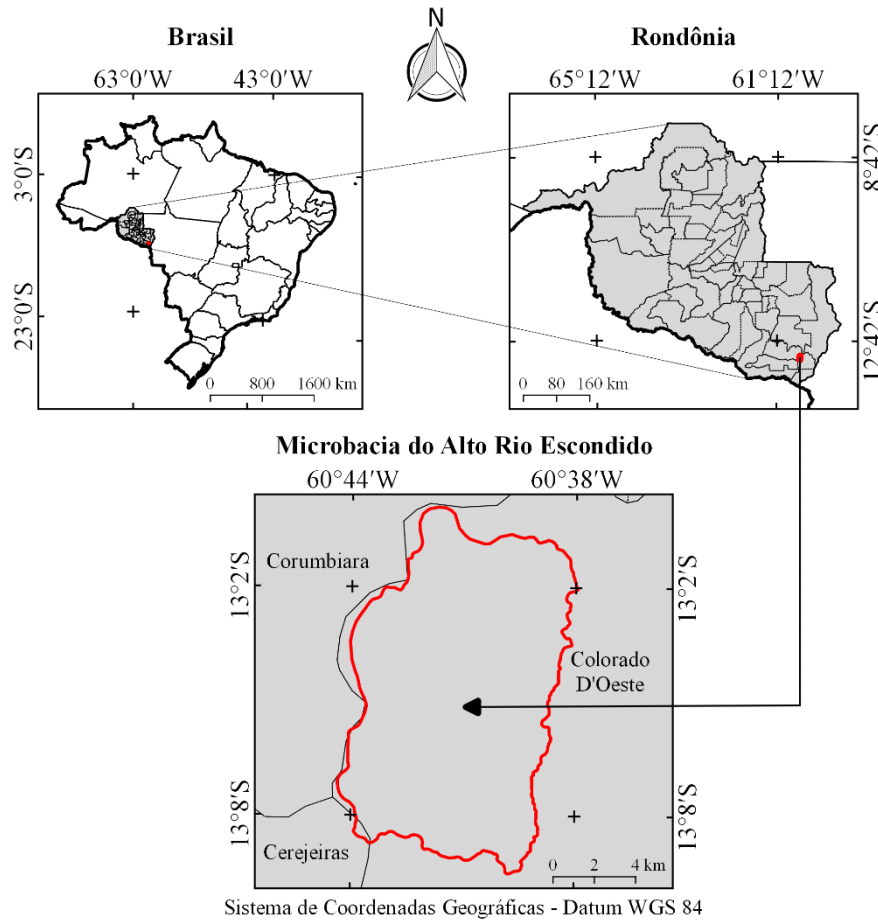 N
Brasil
63°0'W 43°0'W
3°0'S
23°0'S
0 800 1600 km
Rondônia
65°12'W 61°12'W
8°42'S
12°42'S
0 80 160 km
Microbacia do Alto Rio Escondido
60°44'W 60°38'W
Corumbiara
13°2'S
13°2'S
Colorado
D'Oeste
13°8'S
13°8'S
Cerejeiras
0 2 4 km
Sistema de Coordenadas Geográficas - Datum WGS 84